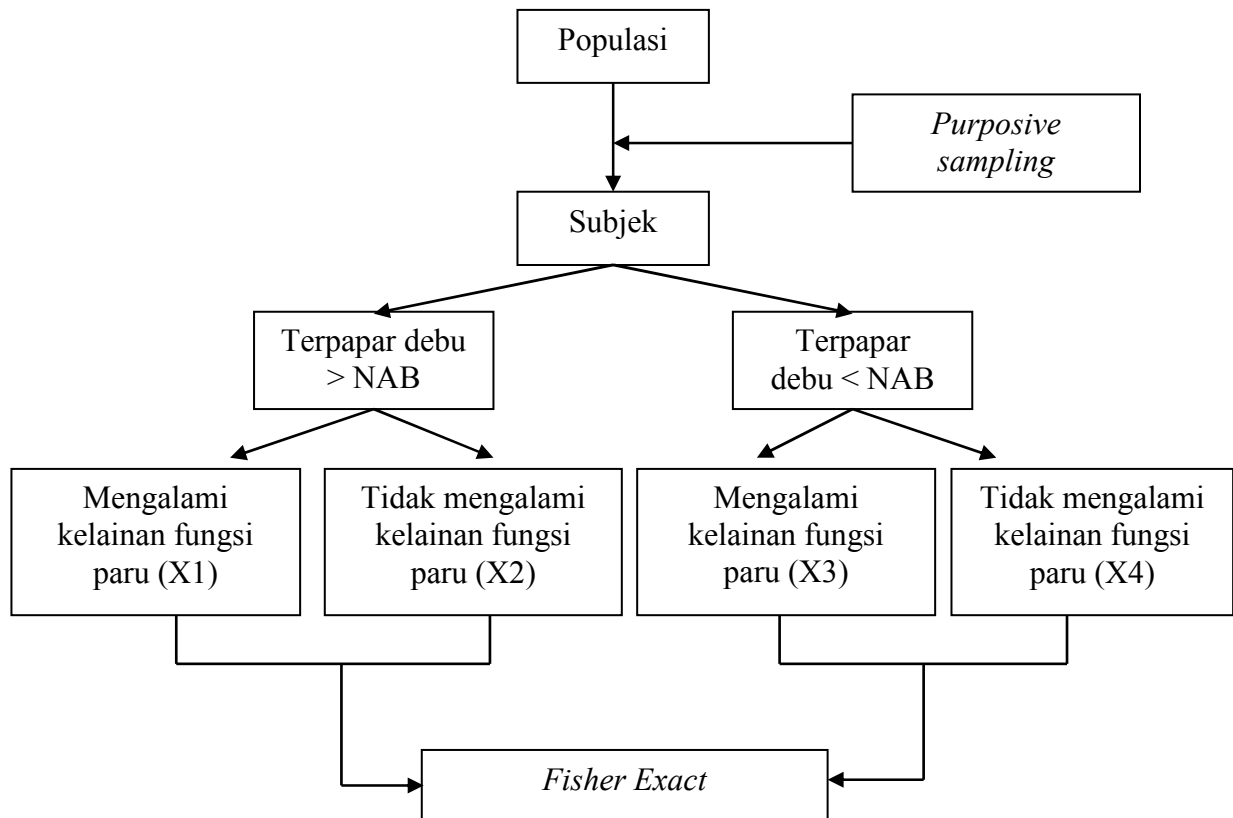 Populasi
Purposive
sampling
Subjek
Terpapar debu
> NAB
Terpapar
debu < NAB
Mengalami
kelainan fungsi
paru (X1)
Tidak mengalami
kelainan fungsi
paru (X2)
Mengalami
kelainan fungsi
paru (X3)
Tidak mengalami
kelainan fungsi
paru (X4)
Fisher Exact